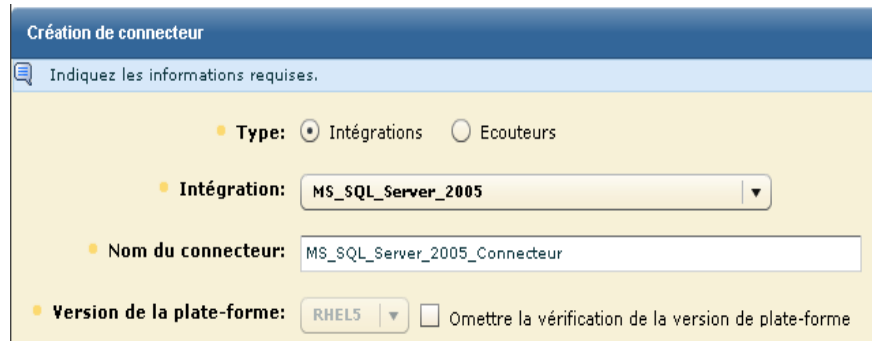 Création de connecteur
Indiquez les informations requises.
Type: Intégrations Ecouteurs
Intégration: MS_SQL_Server_2005
Nom du connecteur: MS_SQL_Server_2005_Connecteur
Version de la plate-forme: RHEL5 Omettre la vérification de la version de plate-forme